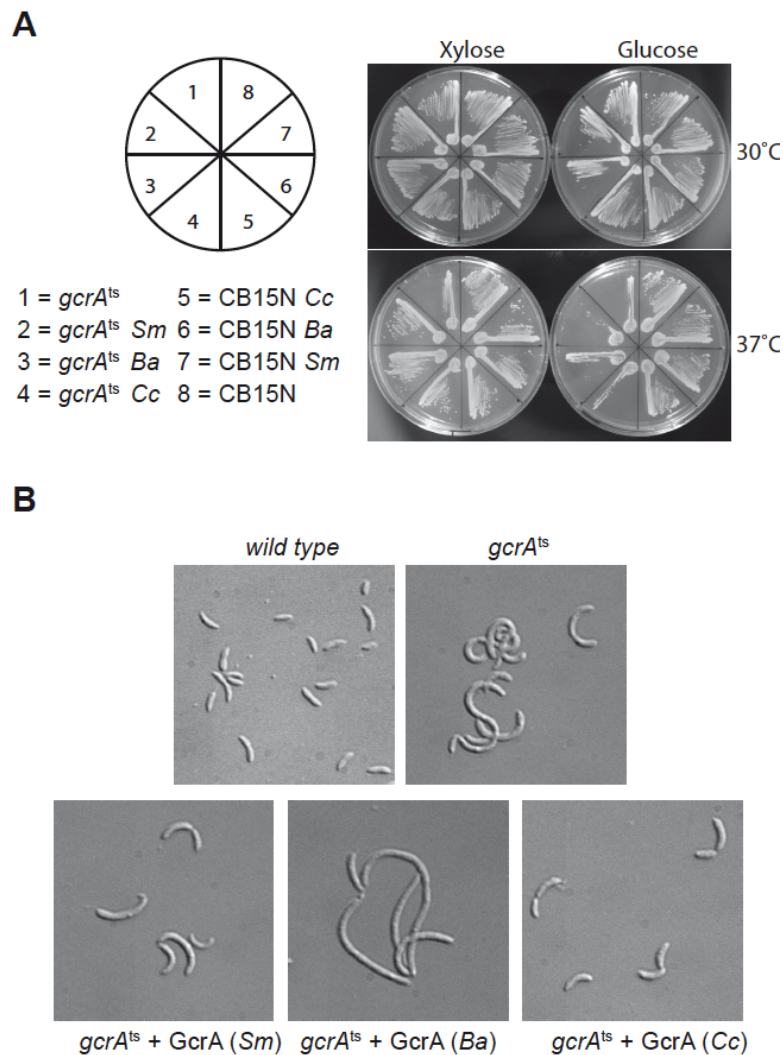 A
Xylose Glucose
1 8
2 7
3 6
4 5
30˚C
37˚C
1 = gcrAᵗˢ 5 = CB15N Cc
2 = gcrAᵗˢ Sm 6 = CB15N Ba
3 = gcrAᵗˢ Ba 7 = CB15N Sm
4 = gcrAᵗˢ Cc 8 = CB15N
B
wild type gcrAᵗˢ
gcrAᵗˢ + GcrA (Sm) gcrAᵗˢ + GcrA (Ba) gcrAᵗˢ + GcrA (Cc)